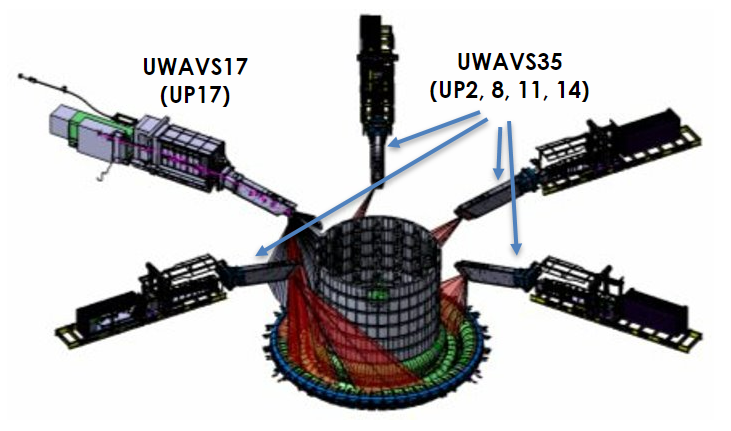 UWAVS17
(UP17)
UWAVS35
(UP2, 8, 11, 14)